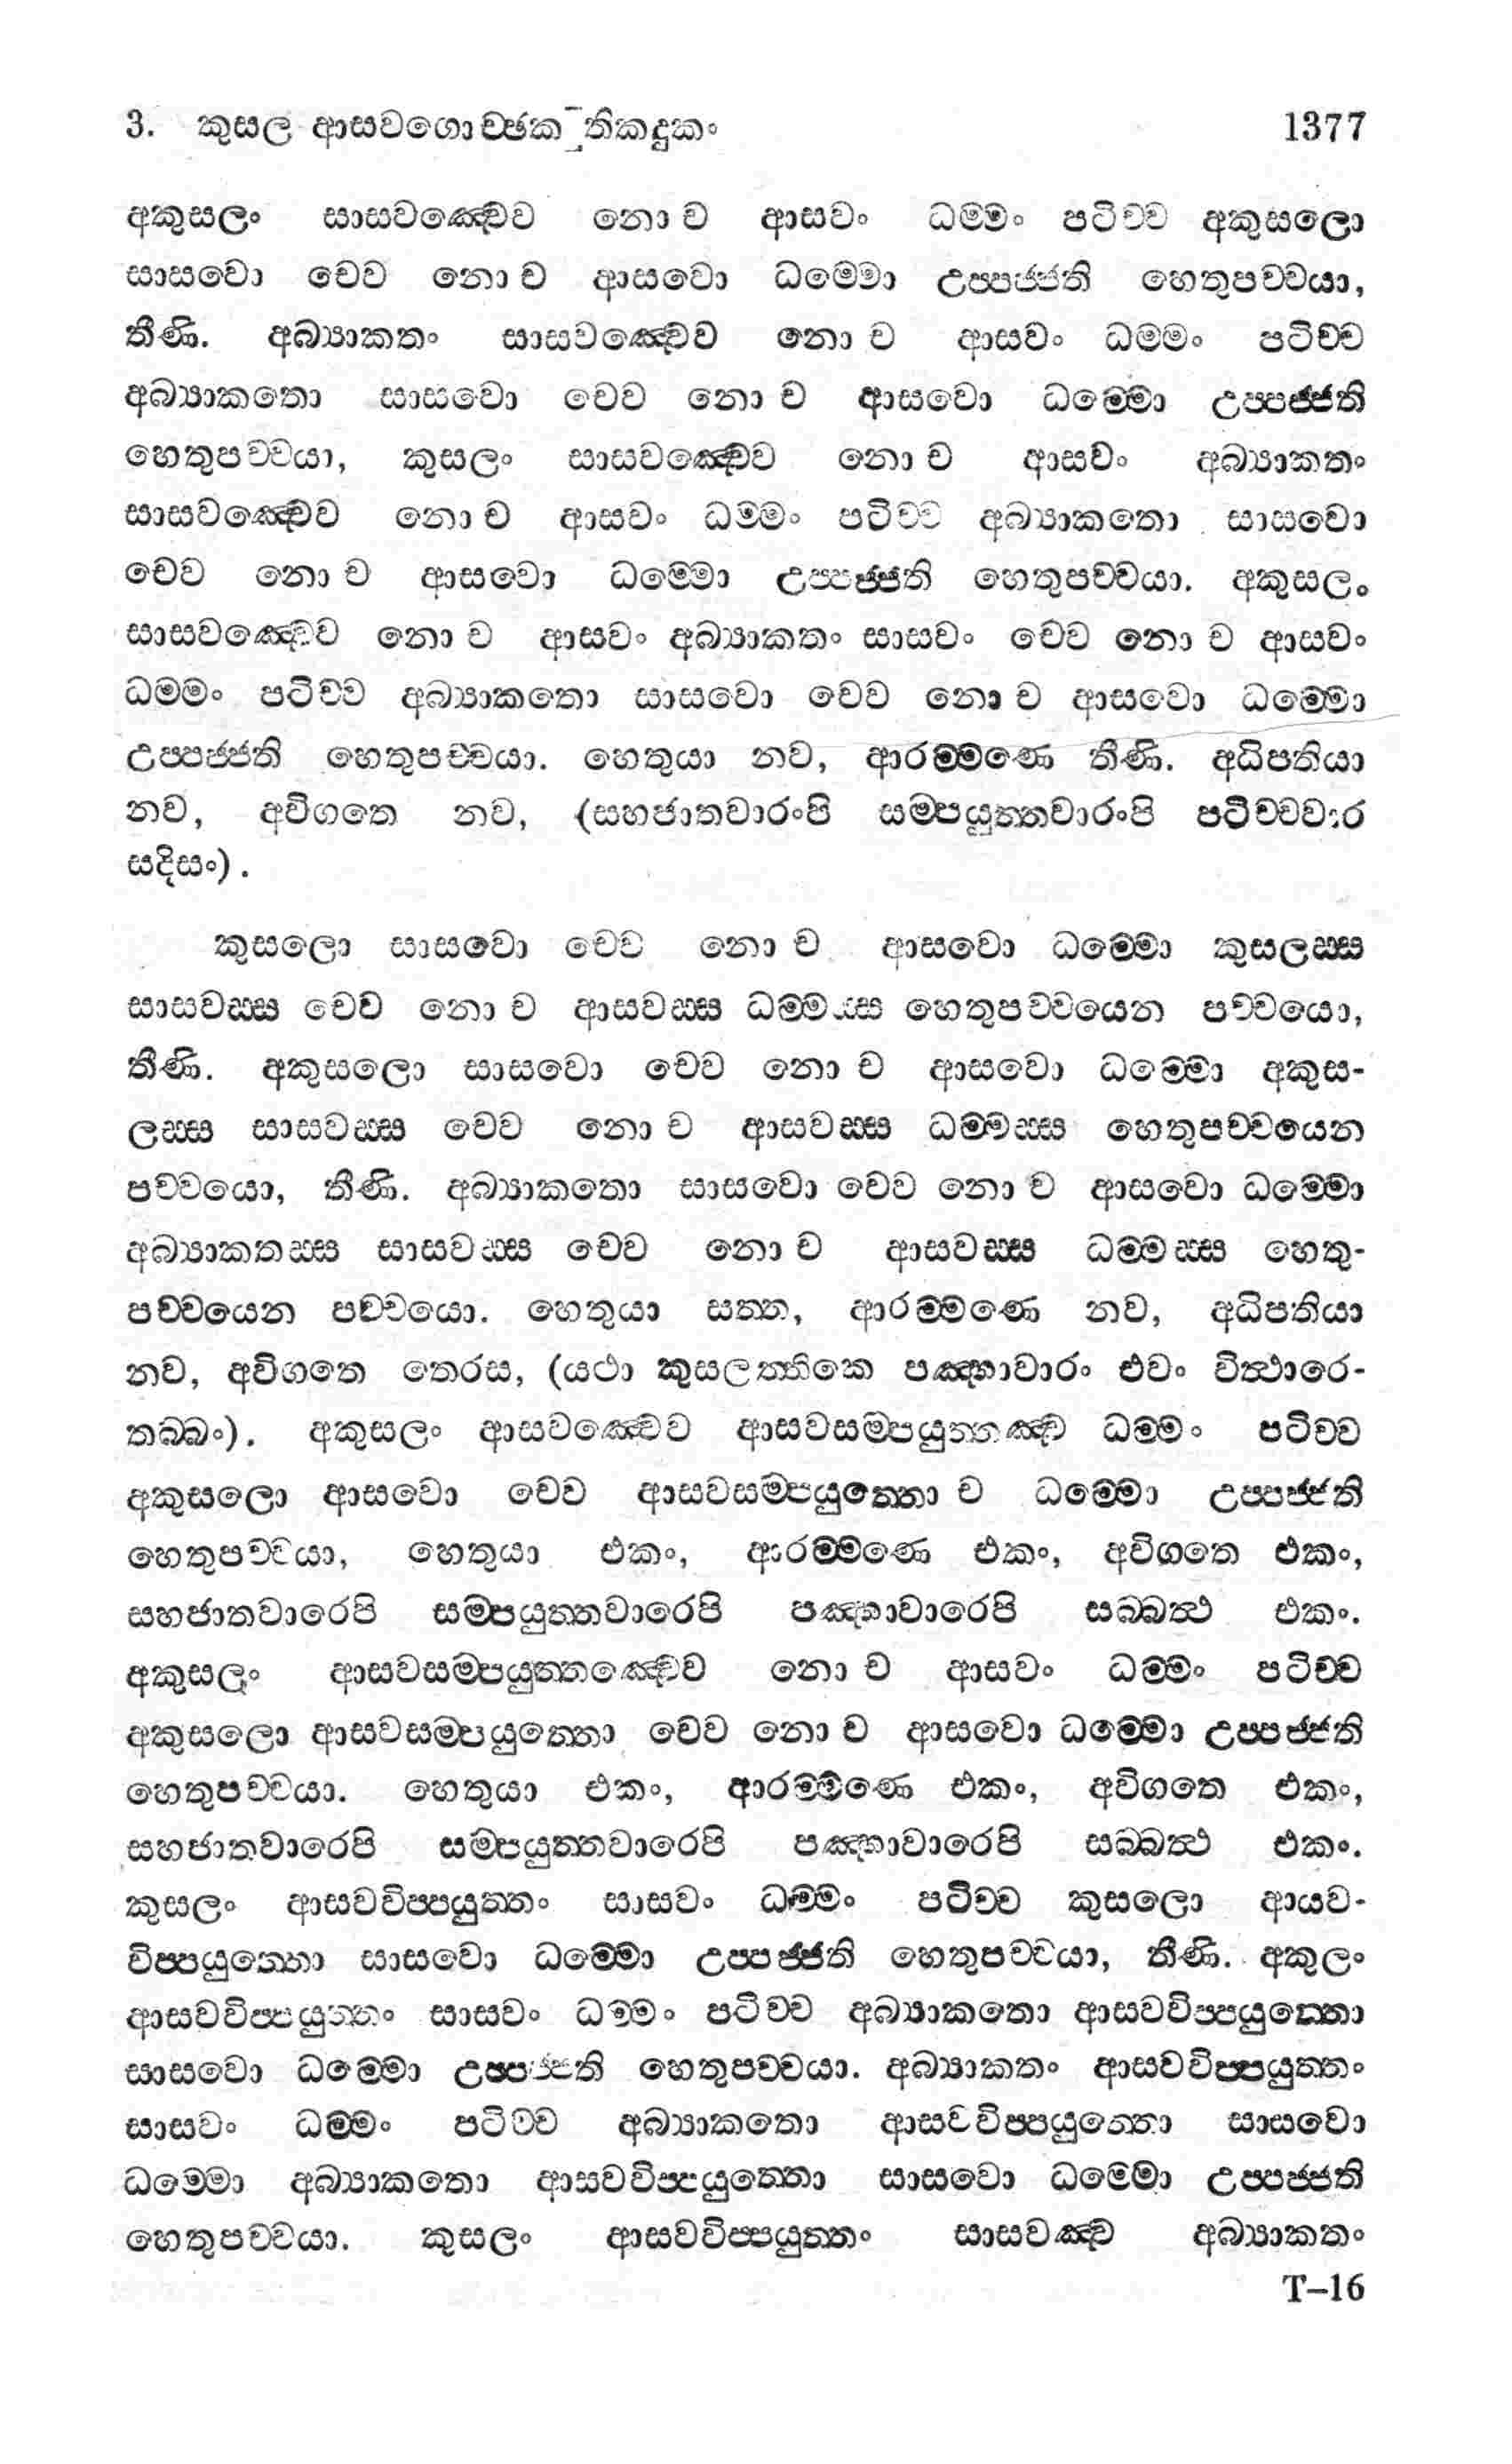 3. කුසල ආසවගොච්ඡක තිකදුකං 1377
අකුසලං සාසවඤ්චෙව නො ච ආසවං ධම්මං පටිච්ච අකුසලො
සාසවො චෙව නො ච ආසවො ධම්මො උප්පජ්ජති හෙතුපච්චයා,
තීණි. අබ්‍යාකතං සාසවඤ්චෙව නො ච ආසවං ධම්මං පටිච්ච
අබ්‍යාකතො සාසවො චෙව නො ච ආසවො ධම්මො උප්පජ්ජති
හෙතුපච්චයා, කුසලං සාසවඤ්චෙව නො ච ආසවං අබ්‍යාකතං
සාසවඤ්චෙව නො ච ආසවං ධම්මං පටිච්ච අබ්‍යාකතො සාසවො
චෙව නො ච ආසවො ධම්මො උප්පජ්ජති හෙතුපච්චයා. අකුසලං
සාසවඤ්චෙව නො ච ආසවං අබ්‍යාකතං සාසවං චෙව නො ච ආසවං
ධම්මං පටිච්ච අබ්‍යාකතො සාසවො චෙව නො ච ආසවො ධම්මො
උප්පජ්ජති හෙතුපච්චයා. හෙතුයා නව, ආරම්මණෙ තීණි. අධිපතියා
නව, අවිගතෙ නව, (සහජාතවාරංපි සම්පයුත්තවාරංපි පටිච්චවාර
සදිසං).
කුසලො සාසවො චෙව නො ච ආසවො ධම්මො කුසලස්ස
සාසවස්ස චෙව නො ච ආසවස්ස ධම්මස්ස හෙතුපච්චයෙන පච්චයො,
තීණි. අකුසලො සාසවො චෙව නො ච ආසවො ධම්මො අකුස-
ලස්ස සාසවස්ස චෙව නො ච ආසවස්ස ධම්මස්ස හෙතුපච්චයෙන
පච්චයො, තීණි. අබ්‍යාකතො සාසවො චෙව නො ච ආසවො ධම්මො
අබ්‍යාකතස්ස සාසවස්ස චෙව නො ච ආසවස්ස ධම්මස්ස හෙතු-
පච්චයෙන පච්චයො. හෙතුයා සත්ත, ආරම්මණෙ නව, අධිපතියා
නව, අවිගතෙ තෙරස, (යථා කුසලත්තිකෙ පඤ්හාවාරං එවං විත්ථාරෙ-
තබ්බං). අකුසලං ආසවඤ්චෙව ආසවසම්පයුත්තඤ්ච ධම්මං පටිච්ච
අකුසලො ආසවො චෙව ආසවසම්පයුත්තො ච ධම්මො උප්පජ්ජති
හෙතුපච්චයා, හෙතුයා එකං, ආරම්මණෙ එකං, අවිගතෙ එකං,
සහජාතවාරෙපි සම්පයුත්තවාරෙපි පඤ්හාවාරෙපි සබ්බත්ථ එකං.
අකුසලං ආසවසම්පයුත්තඤ්චෙව නො ච ආසවං ධම්මං පටිච්ච
අකුසලො ආසවසම්පයුත්තො චෙව නො ච ආසවො ධම්මො උප්පජ්ජති
හෙතුපච්චයා. හෙතුයා එකං, ආරම්මණෙ එකං, අවිගතෙ එකං,
සහජාතවාරෙපි සම්පයුත්තවාරෙපි පඤ්හාවාරෙපි සබ්බත්ථ එකං.
කුසලං ආසවවිප්පයුත්තං සාසවං ධම්මං පටිච්ච කුසලො ආයව-
විප්පයුත්තො සාසවො ධම්මො උප්පජ්ජති හෙතුපච්චයා, තීණි. අකුලං
ආසවවිප්පයුත්තං සාසවං ධම්මං පටිච්ච අබ්‍යාකතො ආසවවිප්පයුත්තො
සාසවො ධම්මො උප්පජ්ජති හෙතුපච්චයා. අබ්‍යාකතං ආසවවිප්පයුත්තං
සාසවං ධම්මං පටිච්ච අබ්‍යාකතො ආසවවිප්පයුත්තො සාසවො
ධම්මො අබ්‍යාකතො ආසවවිප්පයුත්තො සාසවො ධම්මො උප්පජ්ජති
හෙතුපච්චයා. කුසලං ආසවවිප්පයුත්තං සාසවඤ්ච අබ්‍යාකතං
T–16